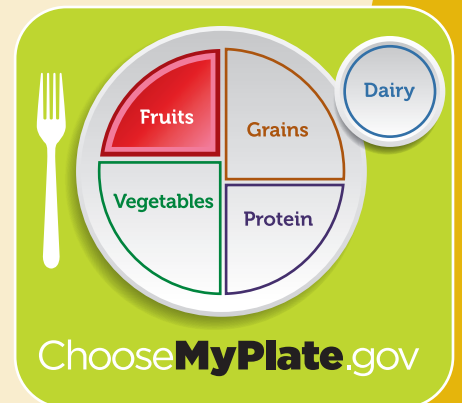 Dairy
Fruits
Grains
Vegetables
Protein
ChooseMyPlate.gov